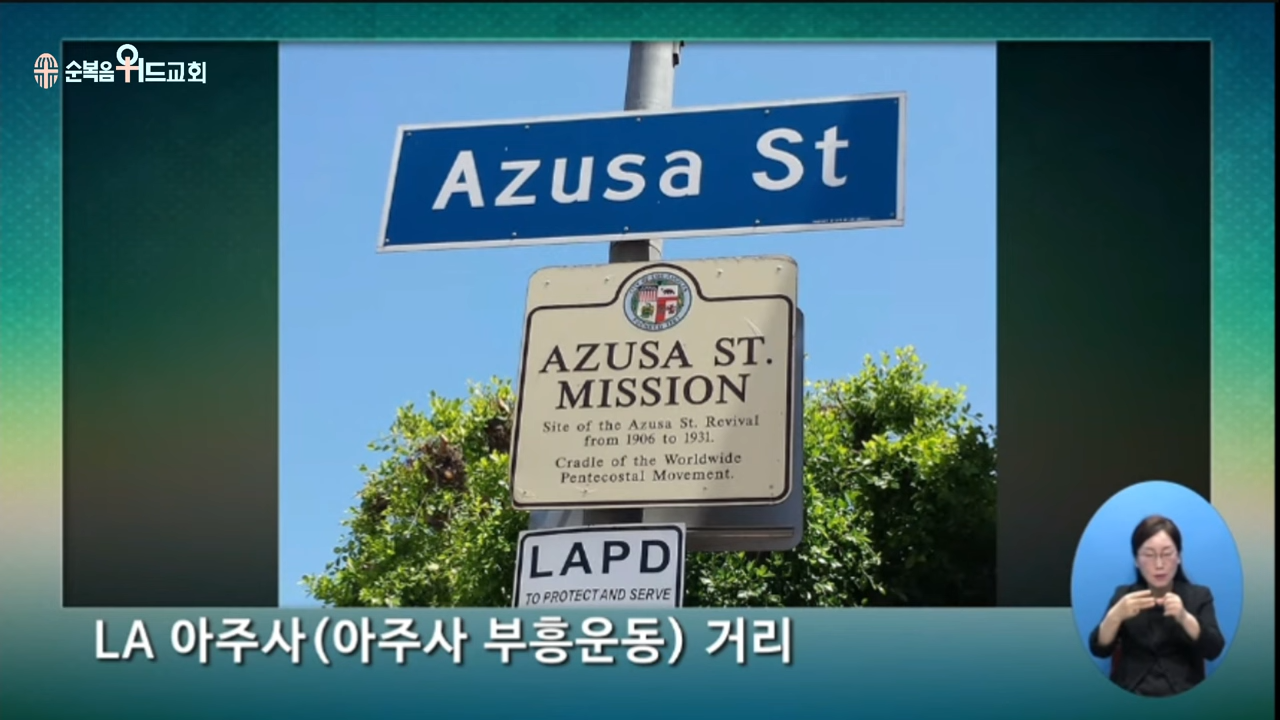 순복음워드교회
Azusa St
AZUSA ST.
MISSION
Site of the Azusa St. Revival
from 1906 to 1931.
Cradle of the Worldwide
Pentecostal Movement.
LAPD
TO PROTECT AND SERVE
LA 아주사(아주사 부흥운동) 거리